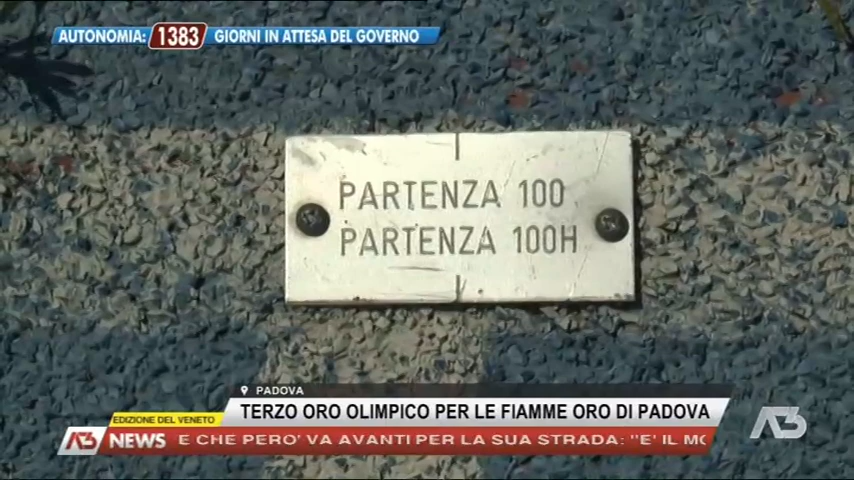 AUTONOMIA: 1383 GIORNI IN ATTESA DEL GOVERNO
PARTENZA 100
PARTENZA 100H
PADOVA
EDIZIONE DEL VENETO
TERZO ORO OLIMPICO PER LE FIAMME ORO DI PADOVA
A3 NEWS E CHE PERO' VA AVANTI PER LA SUA STRADA: "E' IL MO
A3